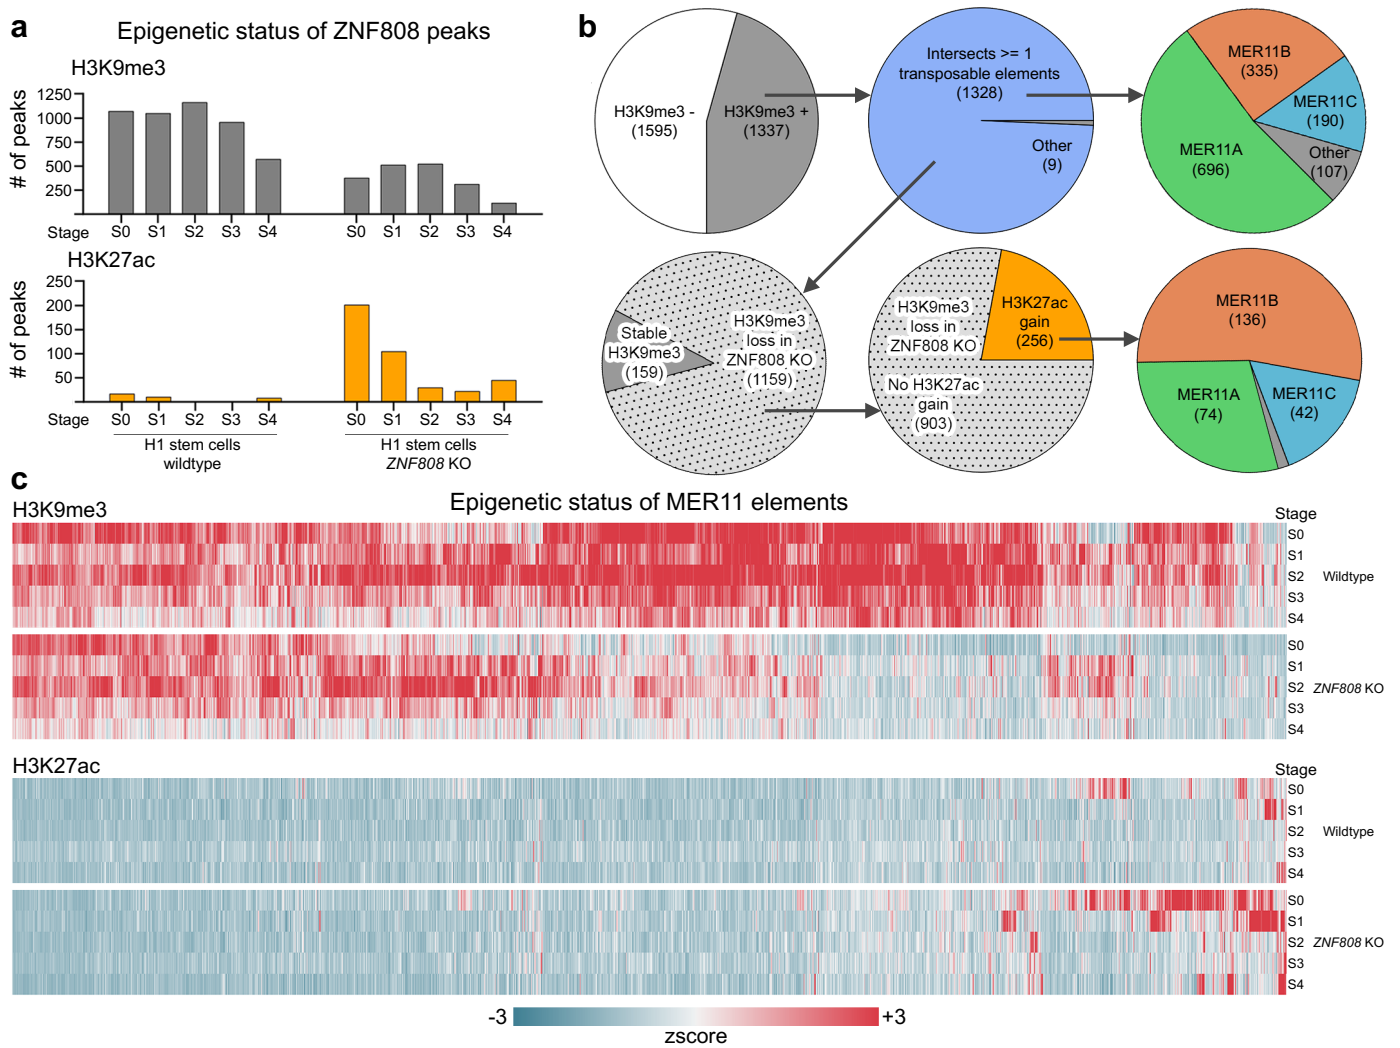 a
Epigenetic status of ZNF808 peaks
H3K9me3
# of peaks
1250
1000
750
500
250
Stage
S0 S1 S2 S3 S4
S0 S1 S2 S3 S4
H3K27ac
# of peaks
250
200
150
100
50
Stage
S0 S1 S2 S3 S4
S0 S1 S2 S3 S4
H1 stem cells
wildtype
H1 stem cells
ZNF808 KO
b
H3K9me3 -
(1595)
H3K9me3 +
(1337)
Intersects >= 1
transposable elements
(1328)
Other
(9)
MER11B
(335)
MER11C
(190)
Other
(107)
MER11A
(696)
Stable
H3K9me3
(159)
H3K9me3
loss in
ZNF808 KO
(1159)
H3K9me3
loss in
ZNF808 KO
H3K27ac
gain
(256)
No H3K27ac
gain
(903)
MER11B
(136)
MER11A
(74)
MER11C
(42)
c
Epigenetic status of MER11 elements
H3K9me3
Stage
S0
S1
S2
S3
S4
Wildtype
S0
S1
S2
S3
S4
ZNF808 KO
H3K27ac
Stage
S0
S1
S2
S3
S4
Wildtype
S0
S1
S2
S3
S4
ZNF808 KO
-3
+3
zscore